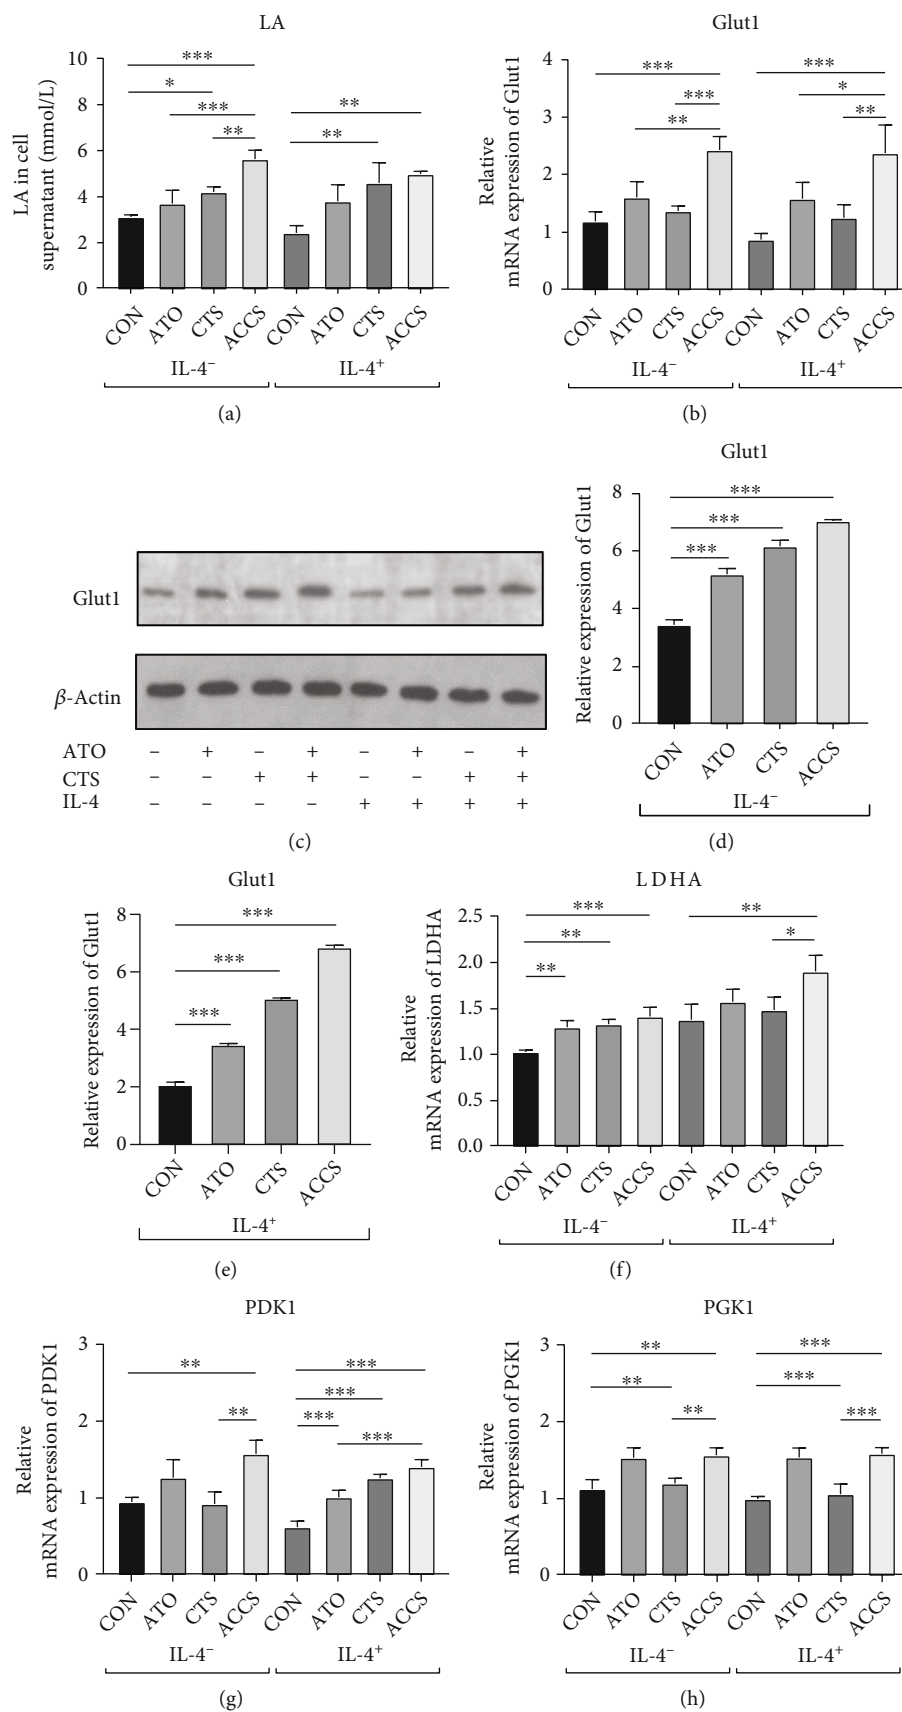 LA
LA in cell
supernatant (mmol/L)
10
8
6
4
2
0
***
*
***
**
**
**
CON ATO CTS ACCS CON ATO CTS ACCS
IL-4⁻ IL-4⁺
(a)
Glut1
Relative
mRNA expression of Glut1
4
3
2
1
0
***
***
**
***
*
**
CON ATO CTS ACCS CON ATO CTS ACCS
IL-4⁻ IL-4⁺
(b)
Glut1
β-Actin
ATO – + – + – + – +
CTS – – + + – – + +
IL-4 – – – – + + + +
(c)
Glut1
Relative expression of Glut1
8
6
4
2
0
***
***
***
CON ATO CTS ACCS
IL-4⁻
(d)
Glut1
Relative expression of Glut1
8
6
4
2
0
***
***
***
CON ATO CTS ACCS
IL-4⁺
(e)
LDHA
Relative
mRNA expression of LDHA
2.5
2.0
1.5
1.0
0.5
0.0
***
**
**
**
*
CON ATO CTS ACCS CON ATO CTS ACCS
IL-4⁻ IL-4⁺
(f)
PDK1
Relative
mRNA expression of PDK1
3
2
1
0
**
**
***
***
***
***
CON ATO CTS ACCS CON ATO CTS ACCS
IL-4⁻ IL-4⁺
(g)
PGK1
Relative
mRNA expression of PGK1
3
2
1
0
**
**
**
***
***
***
CON ATO CTS ACCS CON ATO CTS ACCS
IL-4⁻ IL-4⁺
(h)